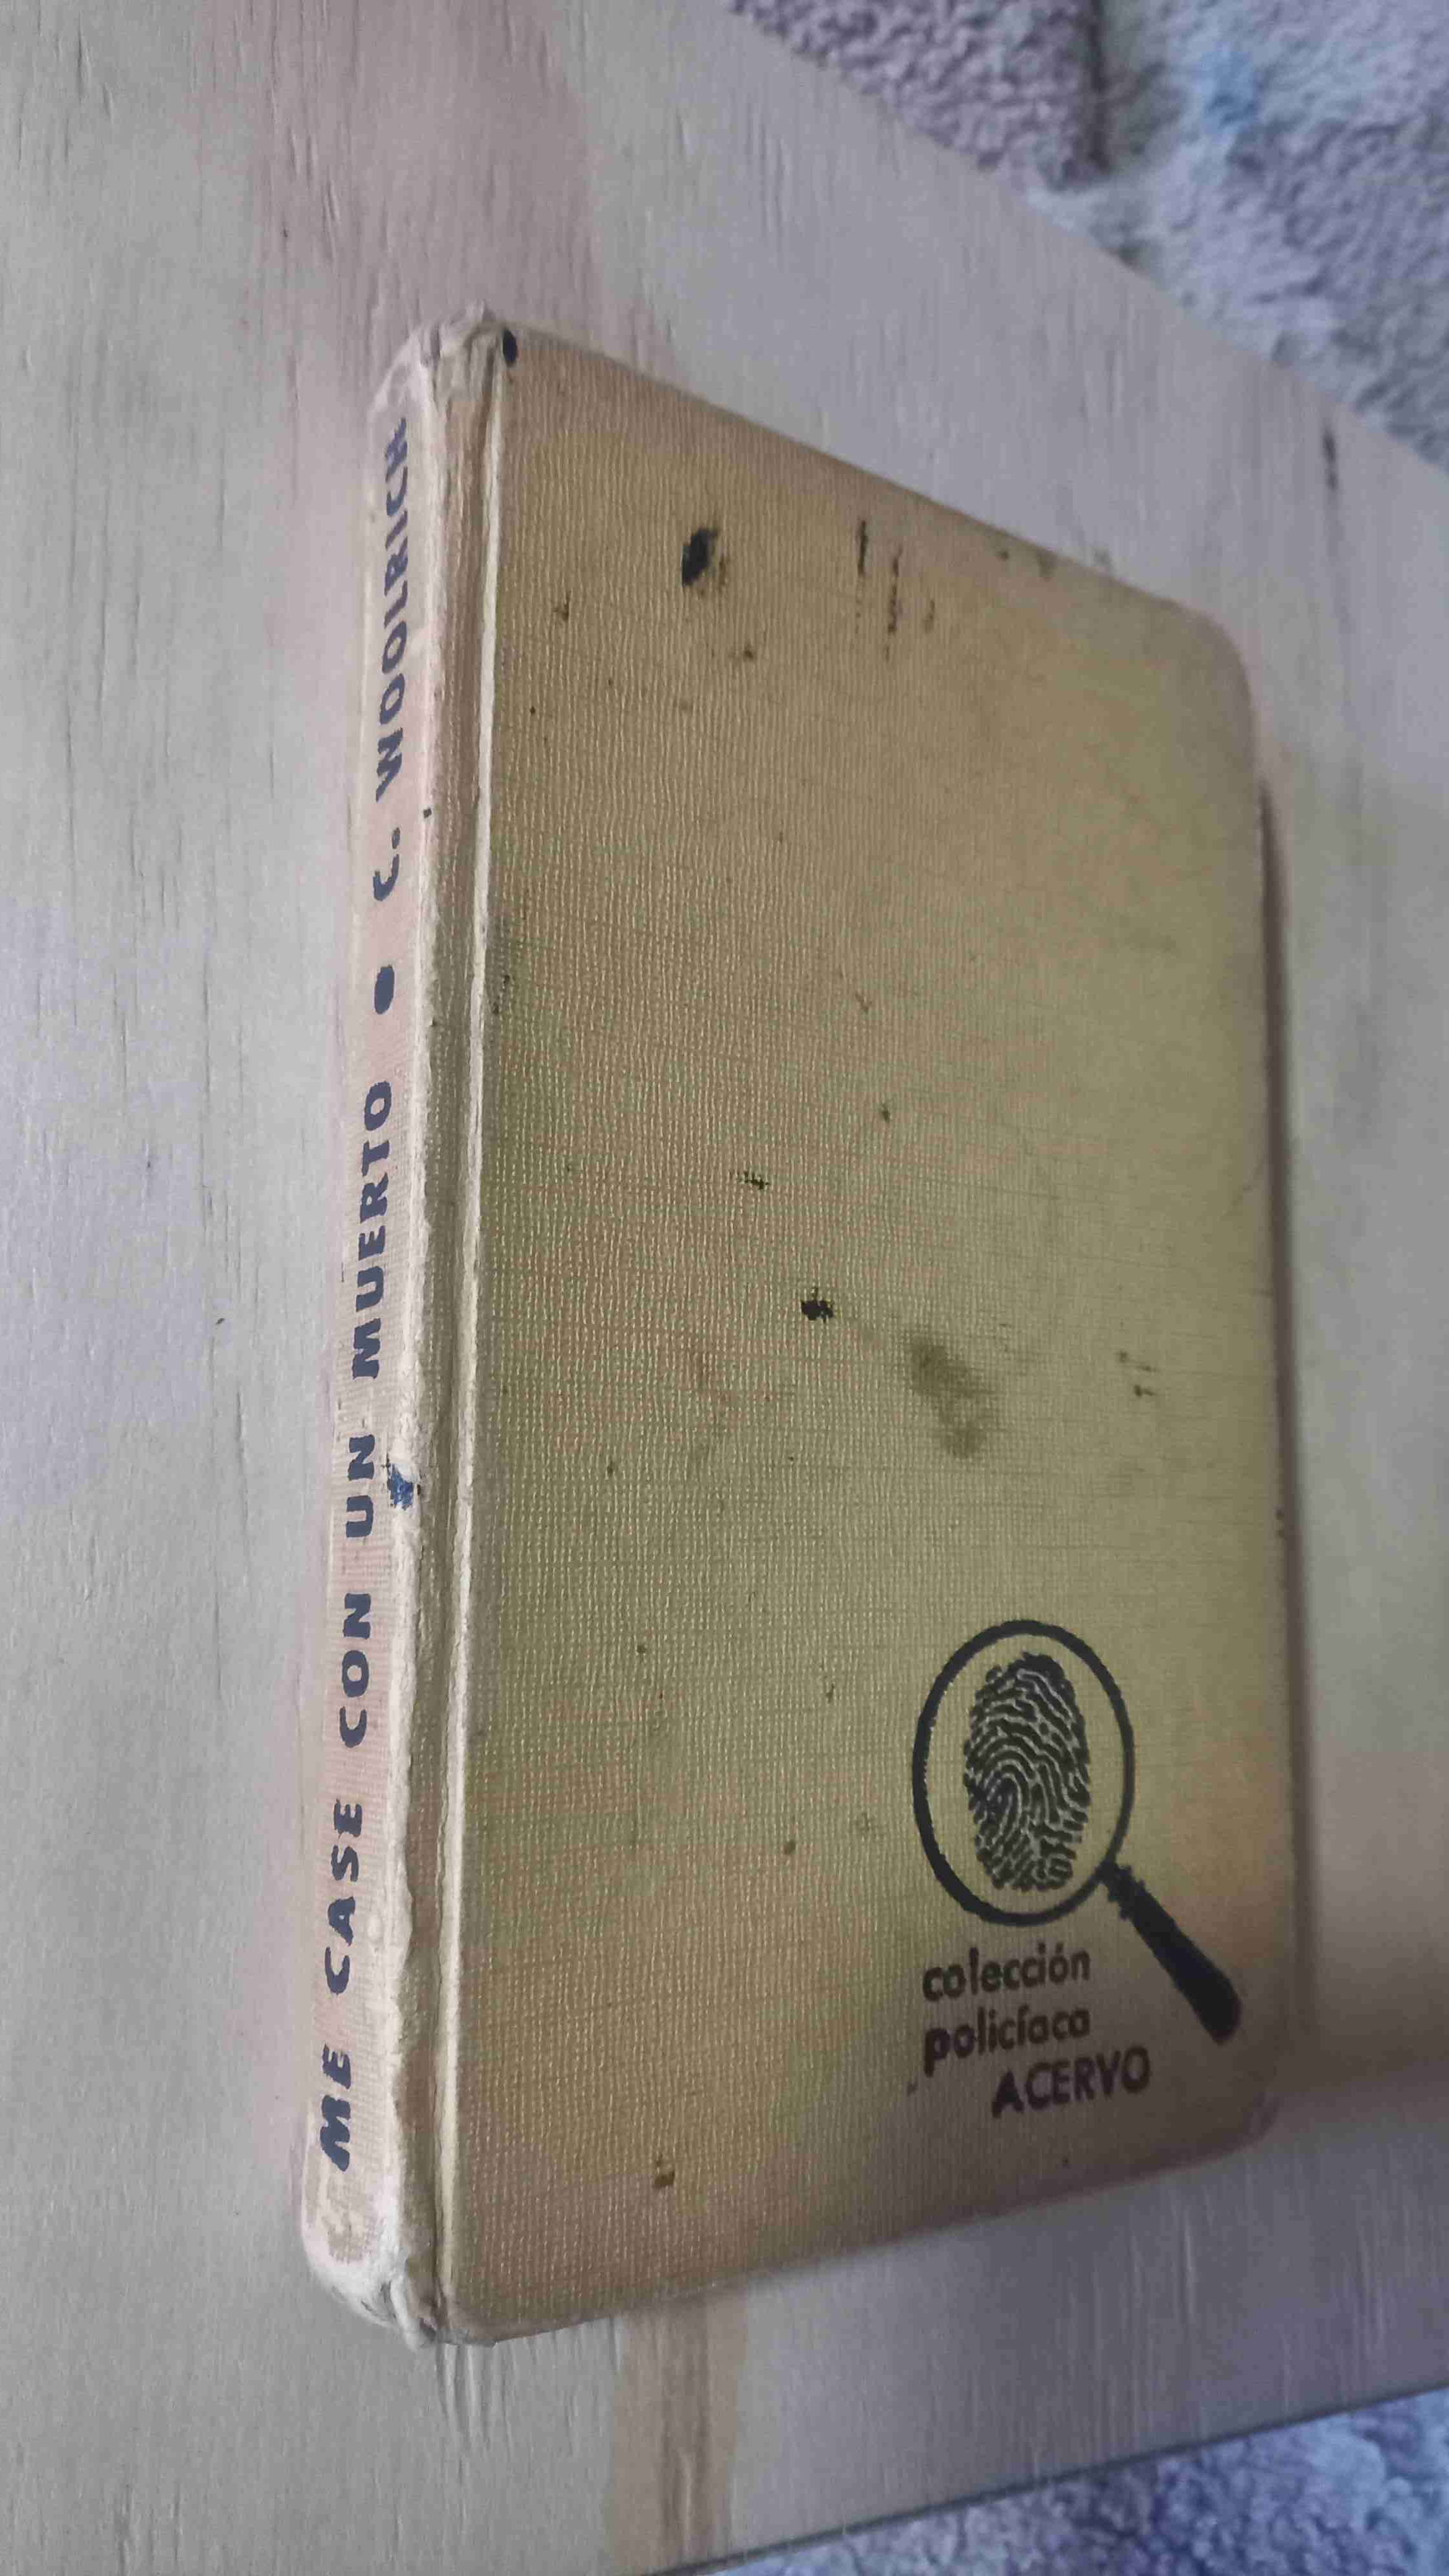 ME CASE CON UN MUERTO • C. WOOLRICH
colección
policíaca
ACERVO